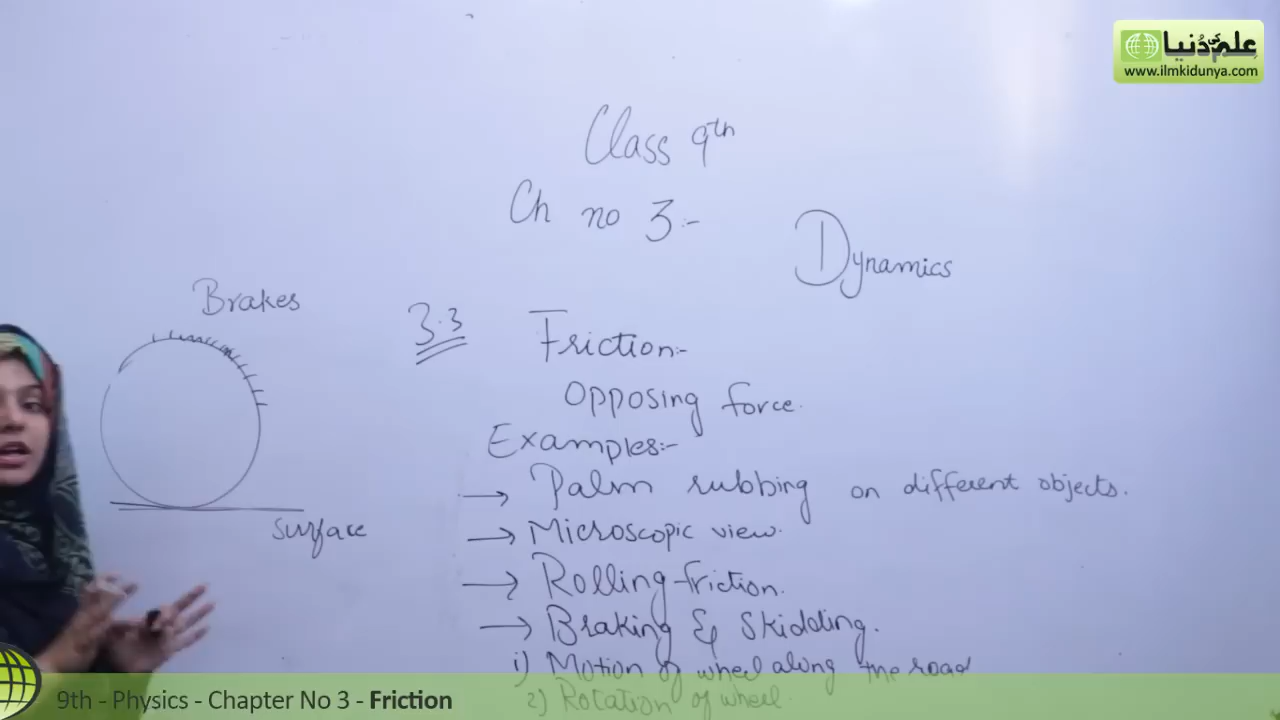 علم کی دُنیا
www.ilmkidunya.com
Class 9th
Ch no 3:-
Dynamics
Brakes
3.3 Friction:-
Opposing force.
Examples:-
→ Palm rubbing on different objects.
→ Microscopic view.
→ Rolling friction.
→ Braking & Skidding.
i) Motion of wheel along the road
2) Rotation of wheel.
Surface
9th - Physics - Chapter No 3 - Friction